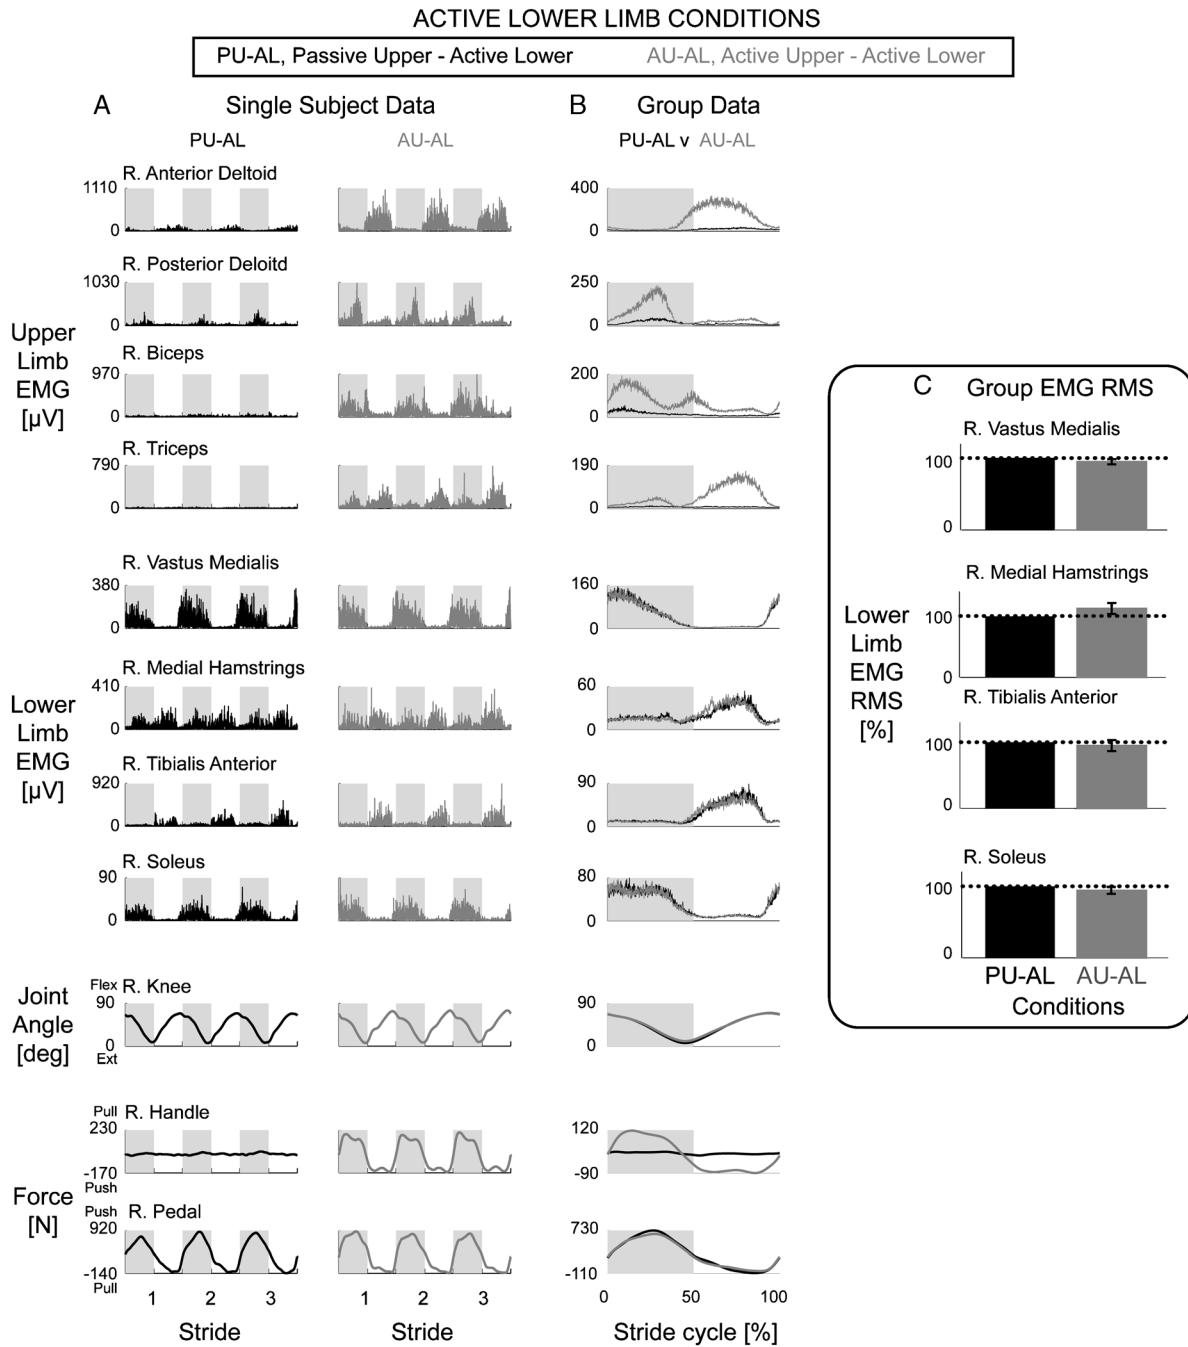 ACTIVE LOWER LIMB CONDITIONS
PU-AL, Passive Upper - Active Lower AU-AL, Active Upper - Active Lower
A Single Subject Data B Group Data
PU-AL AU-AL PU-AL v AU-AL
Upper
Limb
EMG
[µV]
R. Anterior Deltoid
1110 400
0 0
R. Posterior Deloitd
1030 250
0 0
R. Biceps
970 200
0 0
R. Triceps
790 190
0 0
Lower
Limb
EMG
[µV]
R. Vastus Medialis
380 160
0 0
R. Medial Hamstrings
410 60
0 0
R. Tibialis Anterior
920 90
0 0
R. Soleus
90 80
0 0
Joint
Angle
[deg]
Flex R. Knee
90 90
0 0
Ext
Force
[N]
Pull R. Handle
230 120
-170 -90
Push
Push R. Pedal
920 730
-140 -110
Pull
1 2 3 1 2 3 0 50 100
Stride Stride Stride cycle [%]
C Group EMG RMS
Lower
Limb
EMG
RMS
[%]
R. Vastus Medialis
100
0
R. Medial Hamstrings
100
0
R. Tibialis Anterior
100
0
R. Soleus
100
0
PU-AL AU-AL
Conditions